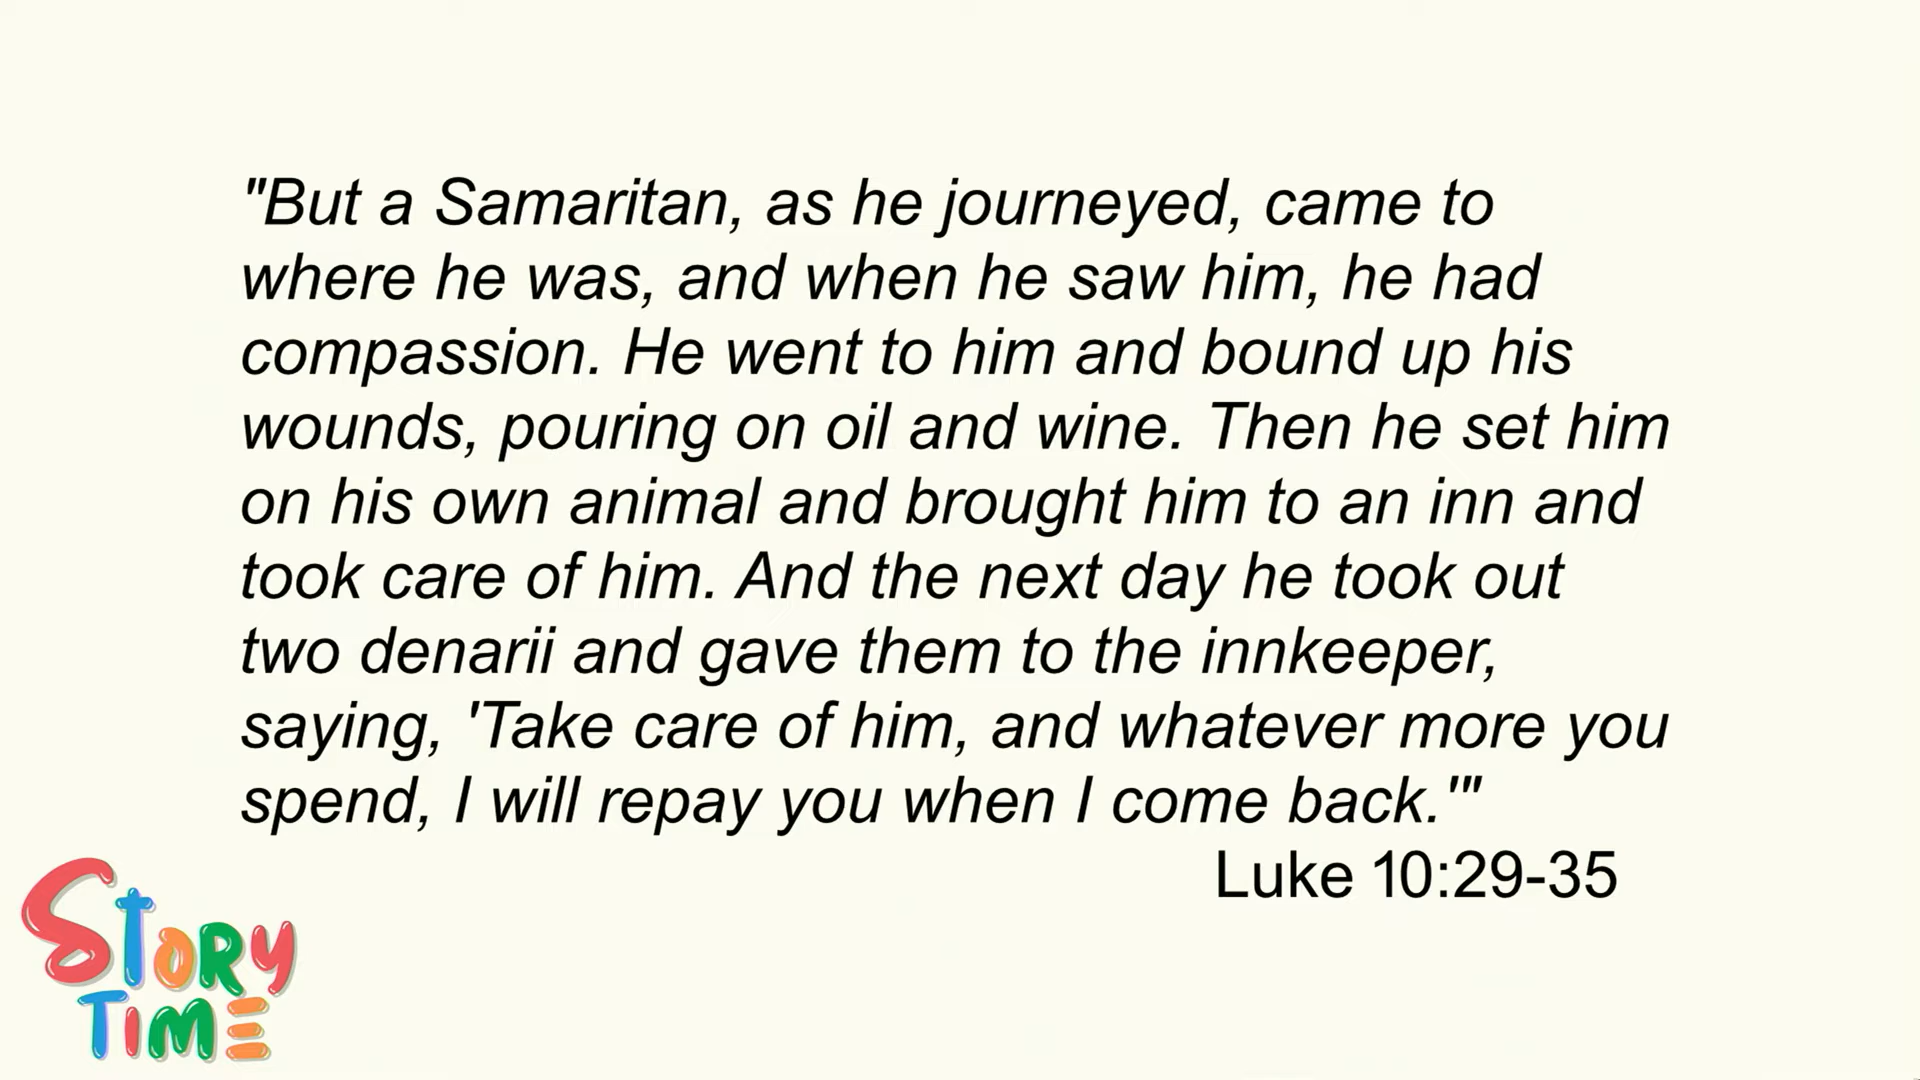 "But a Samaritan, as he journeyed, came to
where he was, and when he saw him, he had
compassion. He went to him and bound up his
wounds, pouring on oil and wine. Then he set him
on his own animal and brought him to an inn and
took care of him. And the next day he took out
two denarii and gave them to the innkeeper,
saying, 'Take care of him, and whatever more you
spend, I will repay you when I come back.'"
Luke 10:29-35
STORY
TIME